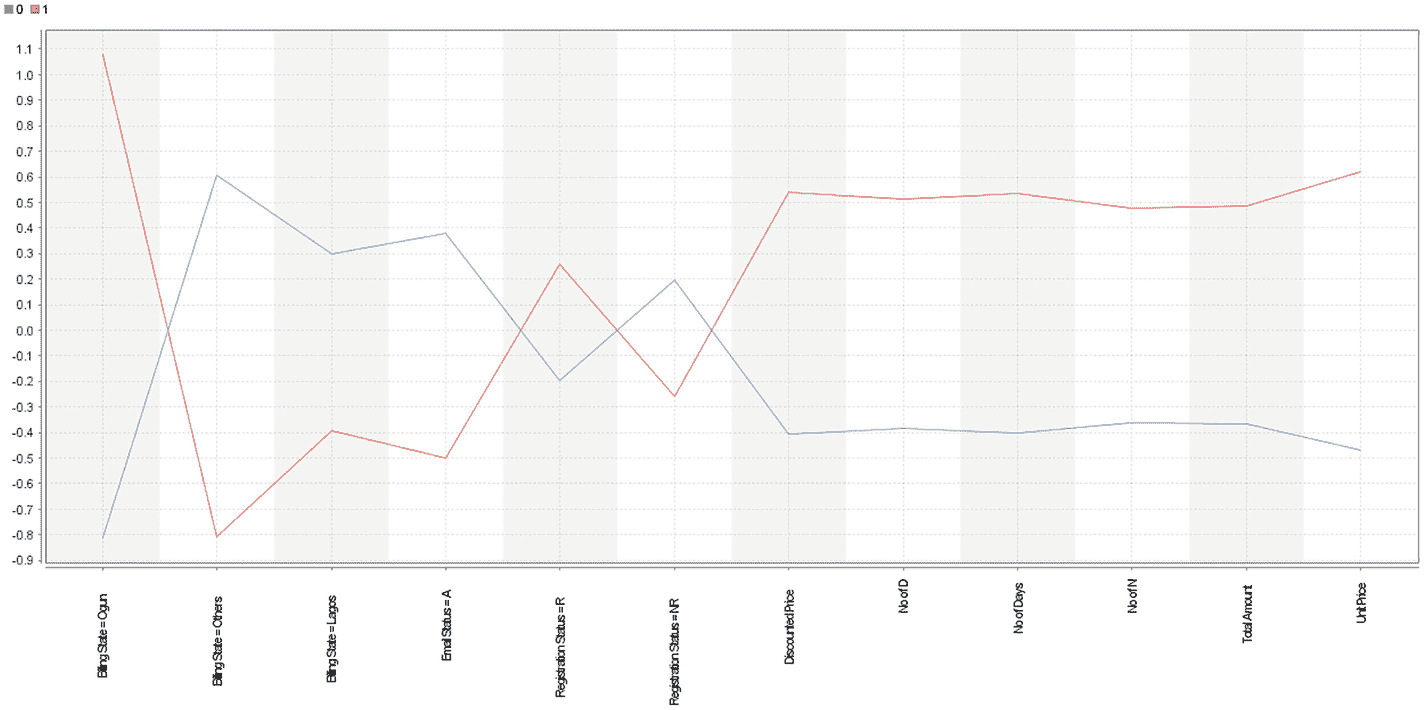 0 1
1.1
1.0
0.9
0.8
0.7
0.6
0.5
0.4
0.3
0.2
0.1
0.0
-0.1
-0.2
-0.3
-0.4
-0.5
-0.6
-0.7
-0.8
-0.9
Billing State = Ogun
Billing State = Others
Billing State = Lagos
Email Status = A
Registration Status = R
Registration Status = NR
Discounted Price
No of D
No of Days
No of N
Total Amount
Unit Price